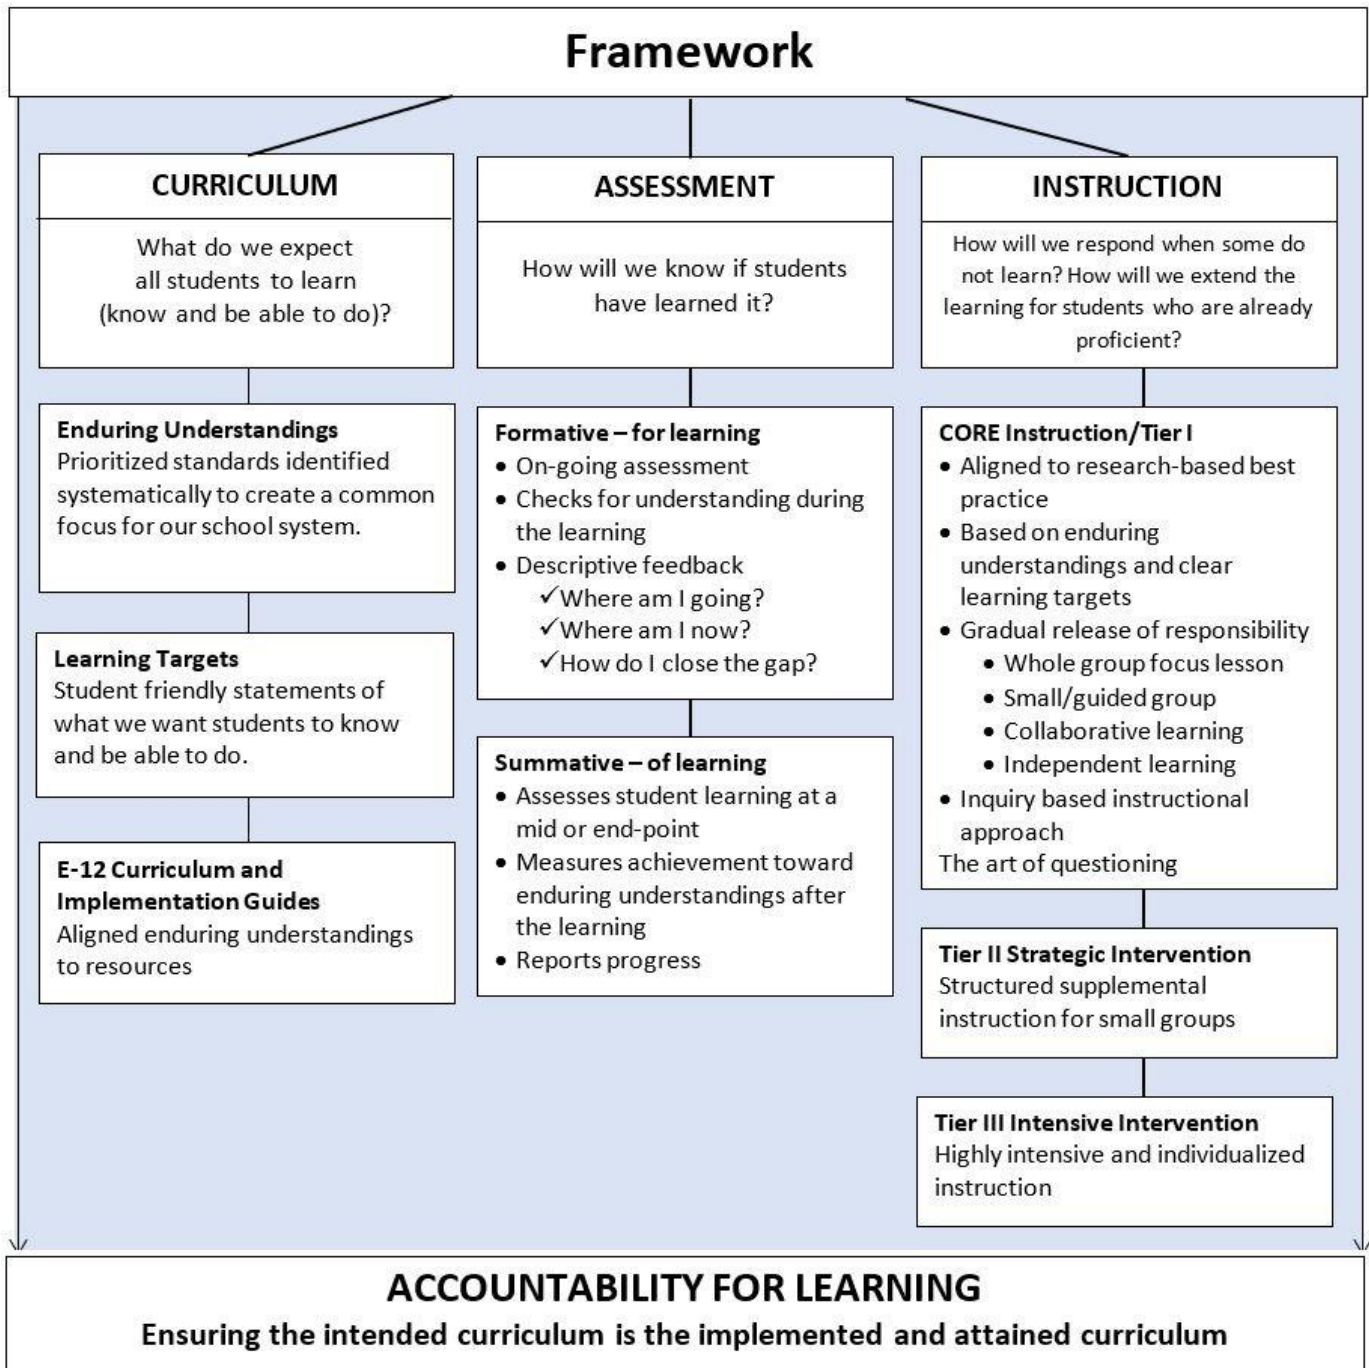 Framework
CURRICULUM
What do we expect
all students to learn
(know and be able to do)?
Enduring Understandings
Prioritized standards identified
systematically to create a common
focus for our school system.
Learning Targets
Student friendly statements of
what we want students to know
and be able to do.
E-12 Curriculum and
Implementation Guides
Aligned enduring understandings
to resources
ASSESSMENT
How will we know if students
have learned it?
Formative – for learning
• On-going assessment
• Checks for understanding during
the learning
• Descriptive feedback
✓Where am I going?
✓Where am I now?
✓How do I close the gap?
Summative – of learning
• Assesses student learning at a
mid or end-point
• Measures achievement toward
enduring understandings after
the learning
• Reports progress
INSTRUCTION
How will we respond when some do
not learn? How will we extend the
learning for students who are already
proficient?
CORE Instruction/Tier I
• Aligned to research-based best
practice
• Based on enduring
understandings and clear
learning targets
• Gradual release of responsibility
• Whole group focus lesson
• Small/guided group
• Collaborative learning
• Independent learning
• Inquiry based instructional
approach
The art of questioning
Tier II Strategic Intervention
Structured supplemental
instruction for small groups
Tier III Intensive Intervention
Highly intensive and individualized
instruction
ACCOUNTABILITY FOR LEARNING
Ensuring the intended curriculum is the implemented and attained curriculum